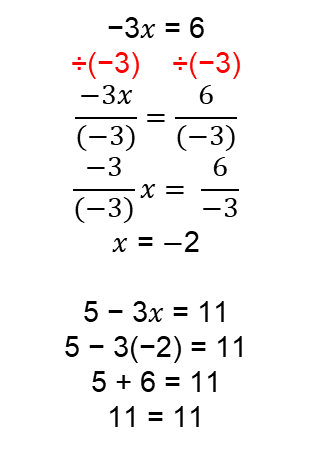 −3x = 6
÷(−3) ÷(−3)
−3x/(−3) = 6/(−3)
−3/(−3) x = 6/−3
x = −2
5 − 3x = 11
5 − 3(−2) = 11
5 + 6 = 11
11 = 11